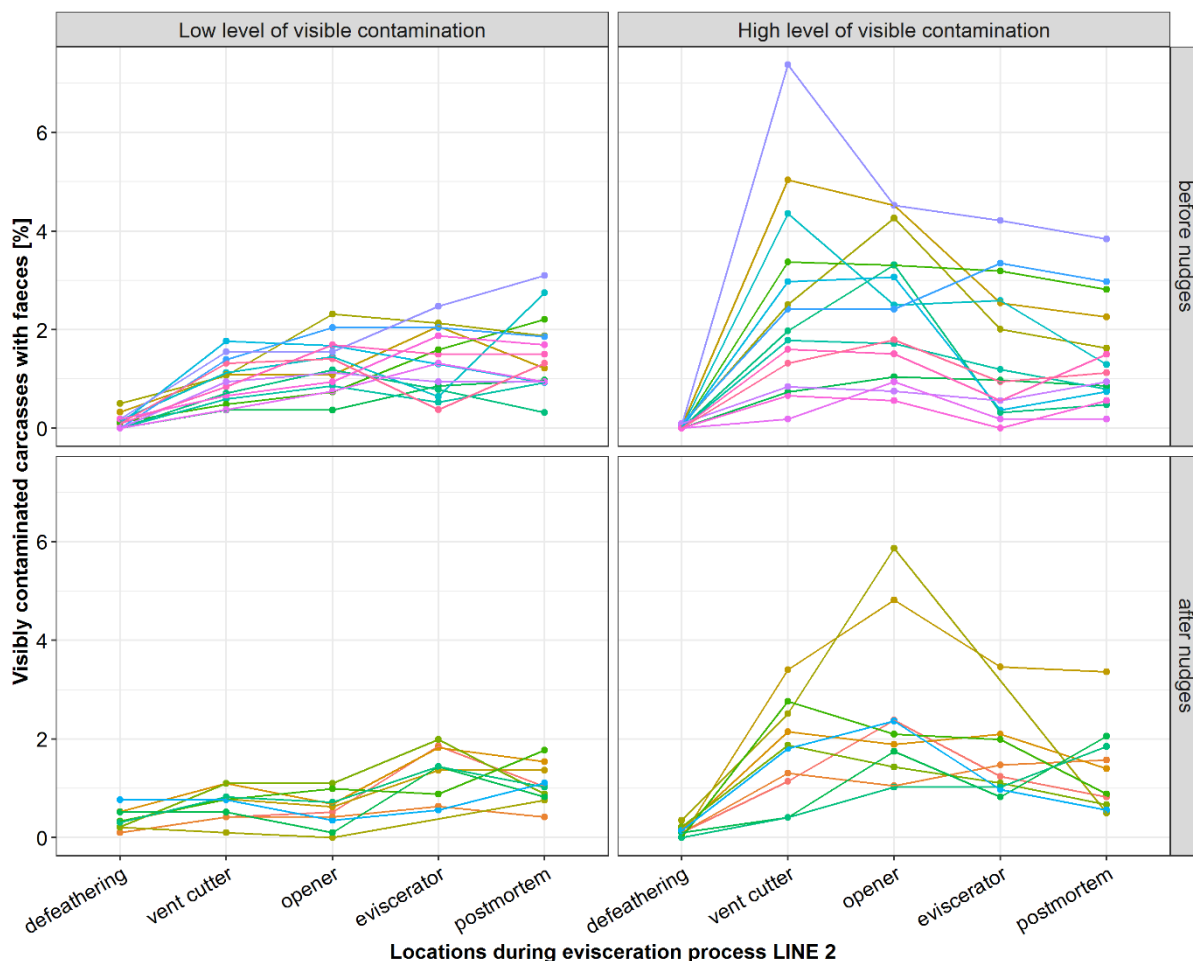 Low level of visible contamination
High level of visible contamination
Visibly contaminated carcasses with faeces [%]
6
4
2
0
before nudges
6
4
2
0
after nudges
defeathering
vent cutter
opener
eviscerator
postmortem
defeathering
vent cutter
opener
eviscerator
postmortem
Locations during evisceration process LINE 2